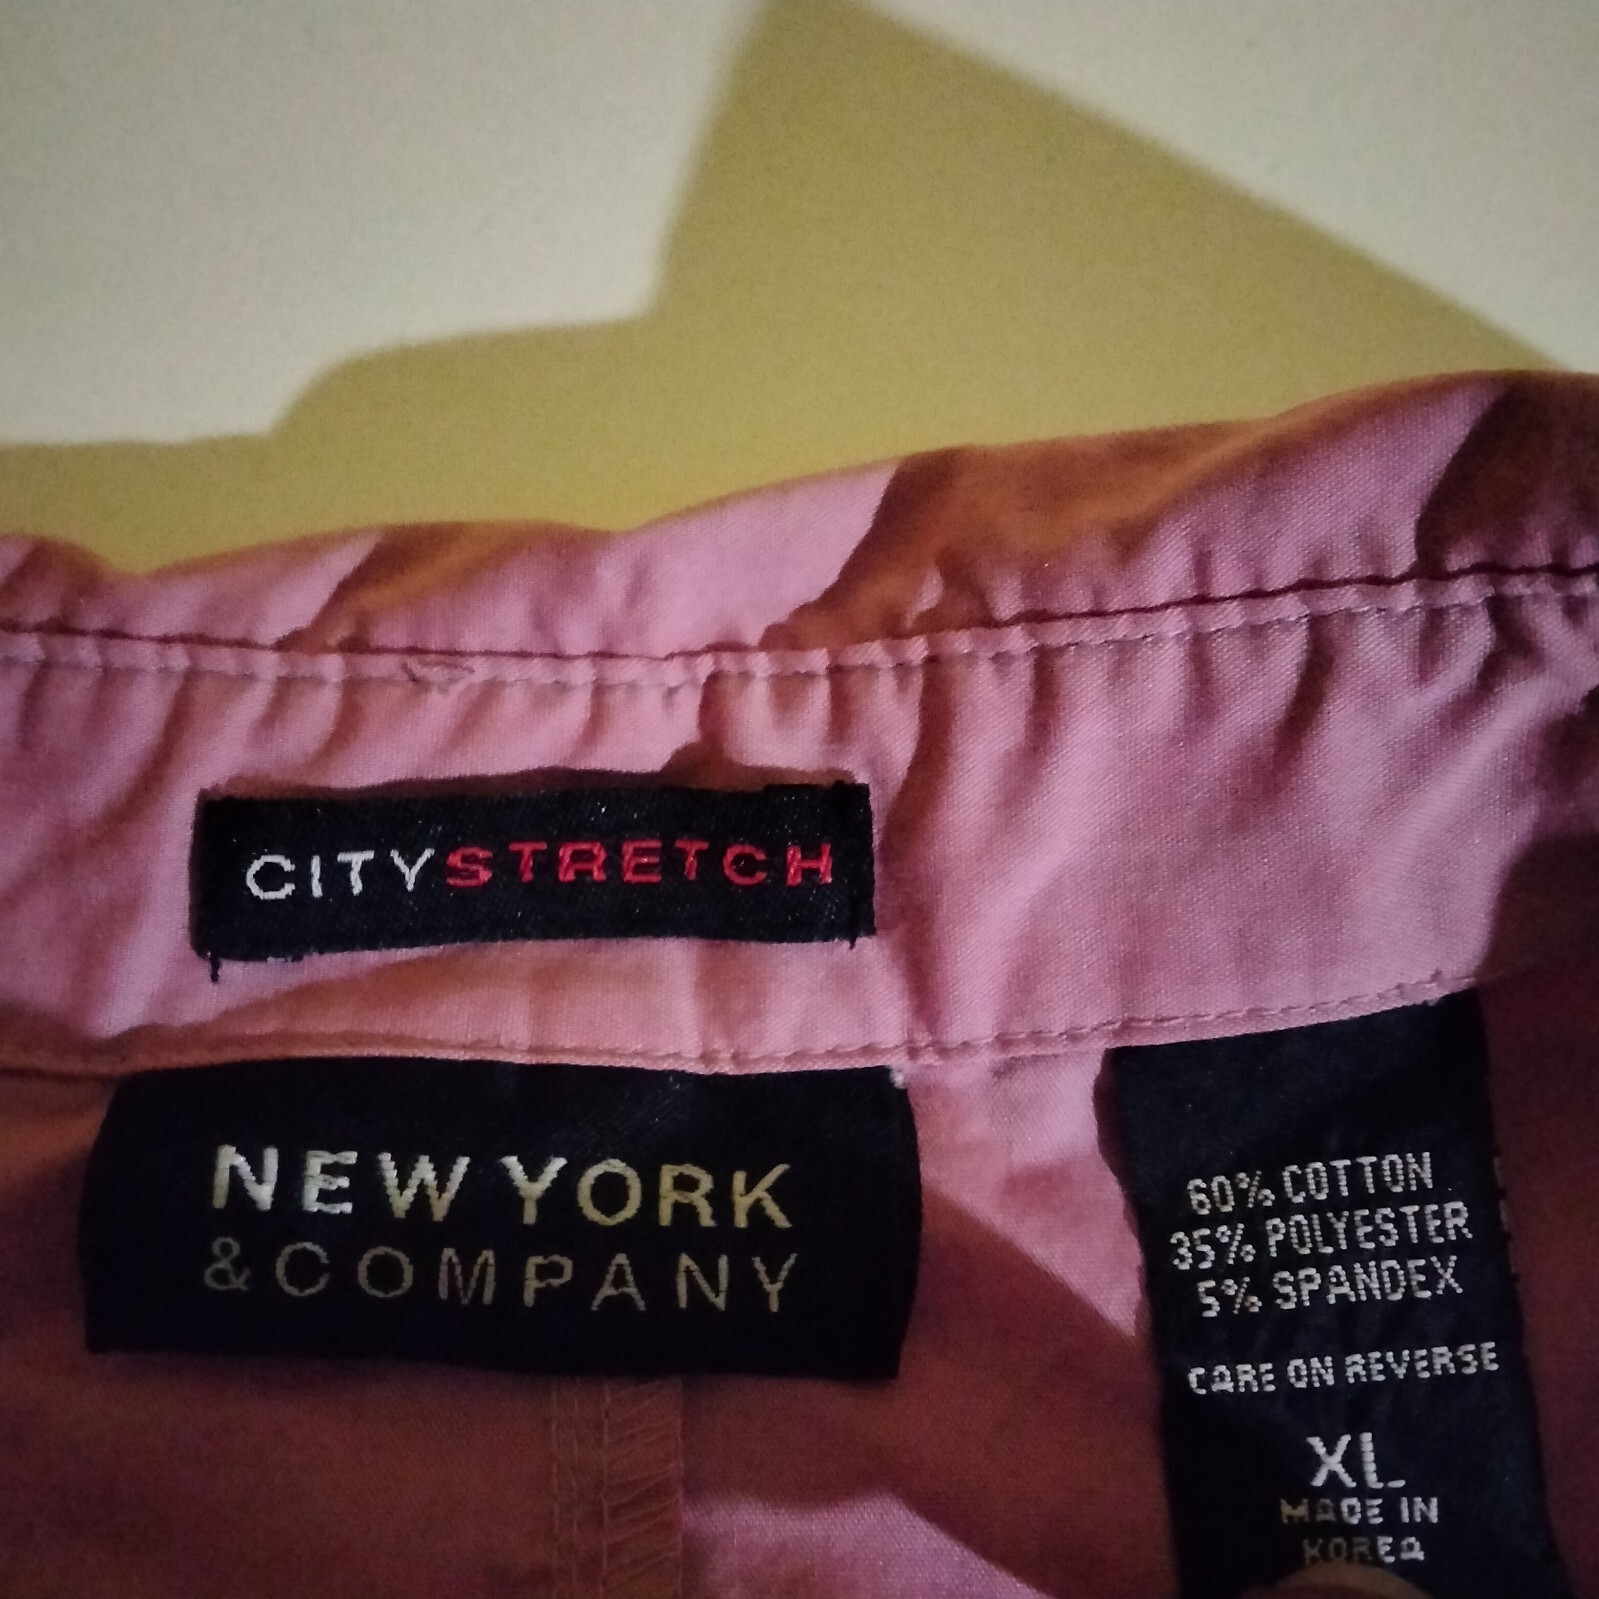 CITYSTRETCH
NEW YORK
& COMPANY
60% COTTON
35% POLYESTER
5% SPANDEX
CARE ON REVERSE
XL
MADE IN
KOREA